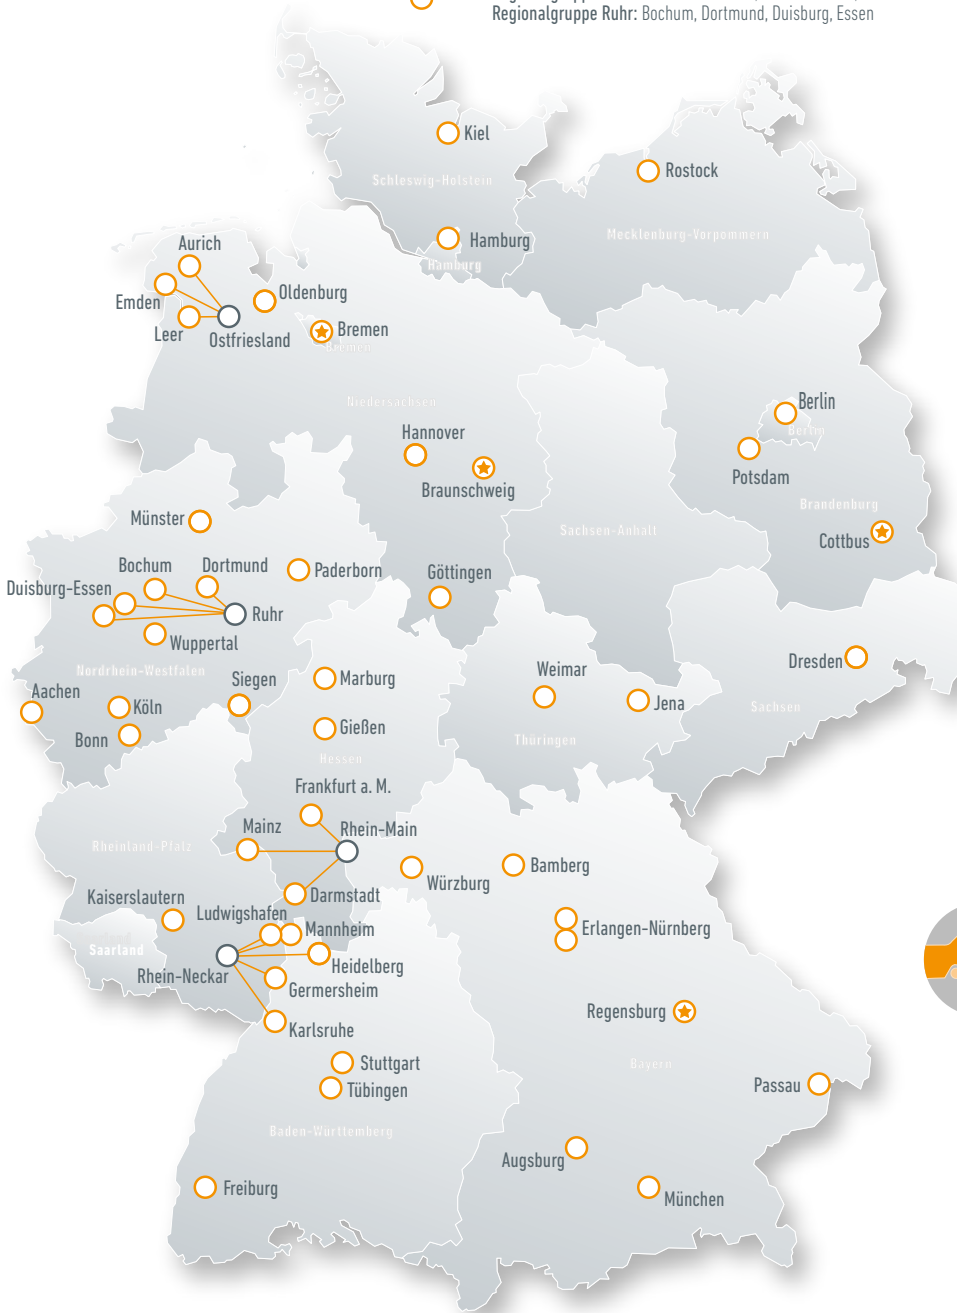 Regionalgruppe Ruhr: Bochum, Dortmund, Duisburg, Essen
Kiel
Schleswig-Holstein
Rostock
Mecklenburg-Vorpommern
Hamburg
Hamburg
Aurich
Emden
Oldenburg
Leer
Ostfriesland
Bremen
Bremen
Niedersachsen
Berlin
Berlin
Hannover
Braunschweig
Potsdam
Brandenburg
Münster
Sachsen-Anhalt
Cottbus
Bochum
Dortmund
Paderborn
Göttingen
Duisburg-Essen
Ruhr
Wuppertal
Nordrhein-Westfalen
Siegen
Marburg
Weimar
Dresden
Aachen
Köln
Jena
Sachsen
Bonn
Gießen
Thüringen
Hessen
Frankfurt a. M.
Mainz
Rhein-Main
Rheinland-Pfalz
Würzburg
Bamberg
Kaiserslautern
Darmstadt
Ludwigshafen
Mannheim
Erlangen-Nürnberg
Saarland
Rhein-Neckar
Heidelberg
Germersheim
Regensburg
Karlsruhe
Stuttgart
Bayern
Tübingen
Passau
Baden-Württemberg
Augsburg
Freiburg
München